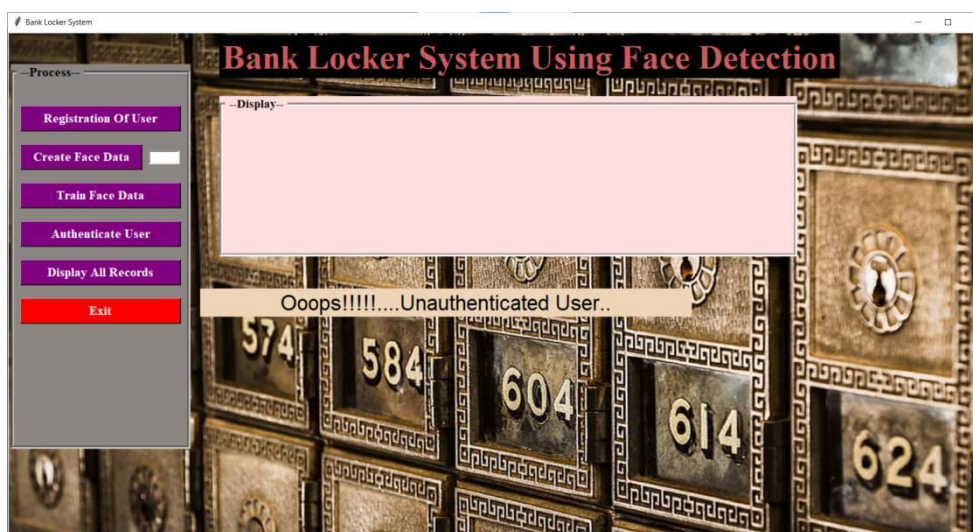 Bank Locker System
Bank Locker System Using Face Detection
--Process--
Registration Of User
Create Face Data
Train Face Data
Authenticate User
Display All Records
Exit
--Display--
Ooops!!!!!....Unauthenticated User..
574
584
604
614
624